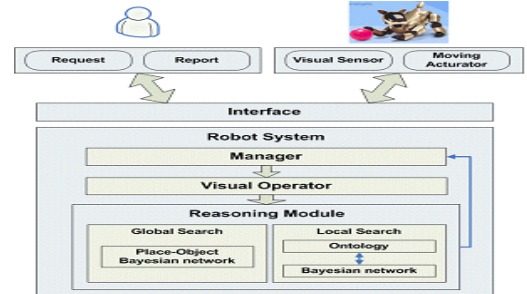 Request
Report
Visual Sensor
Moving
Acturator
Interface
Robot System
Manager
Visual Operator
Reasoning Module
Global Search
Place-Object
Bayesian network
Local Search
Ontology
Bayesian network